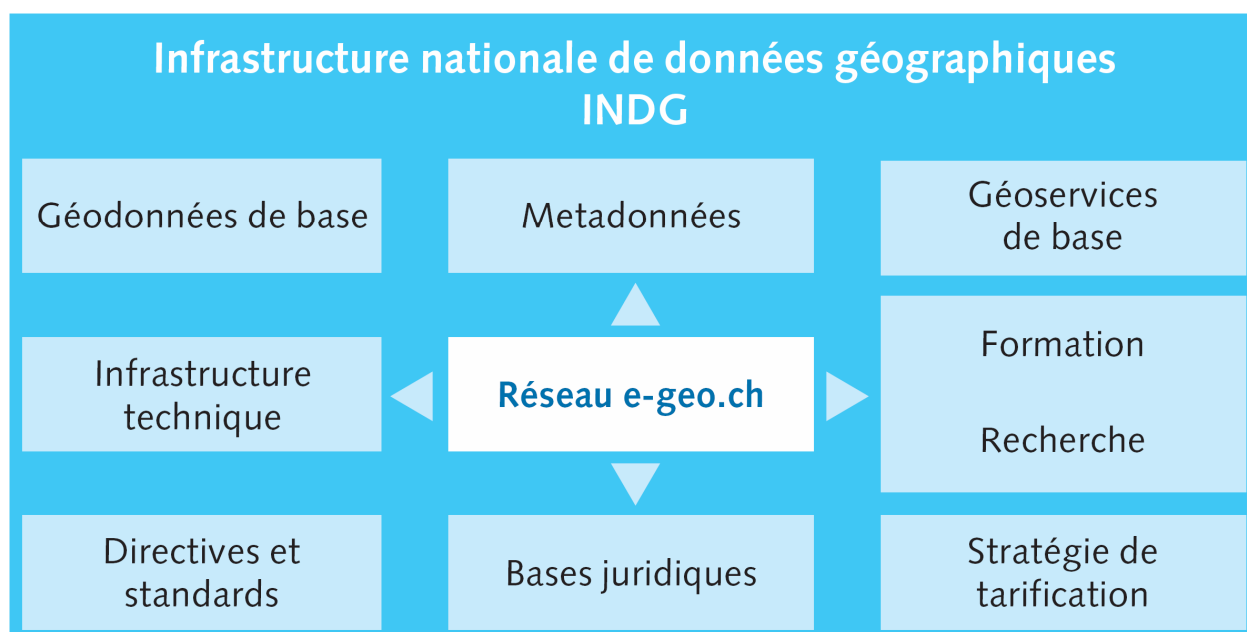 Infrastructure nationale de données géographiques
INDG
Géodonnées de base
Metadonnées
Géoservices
de base
Infrastructure
technique
Réseau e-geo.ch
Formation
Recherche
Directives et
standards
Bases juridiques
Stratégie de
tarification